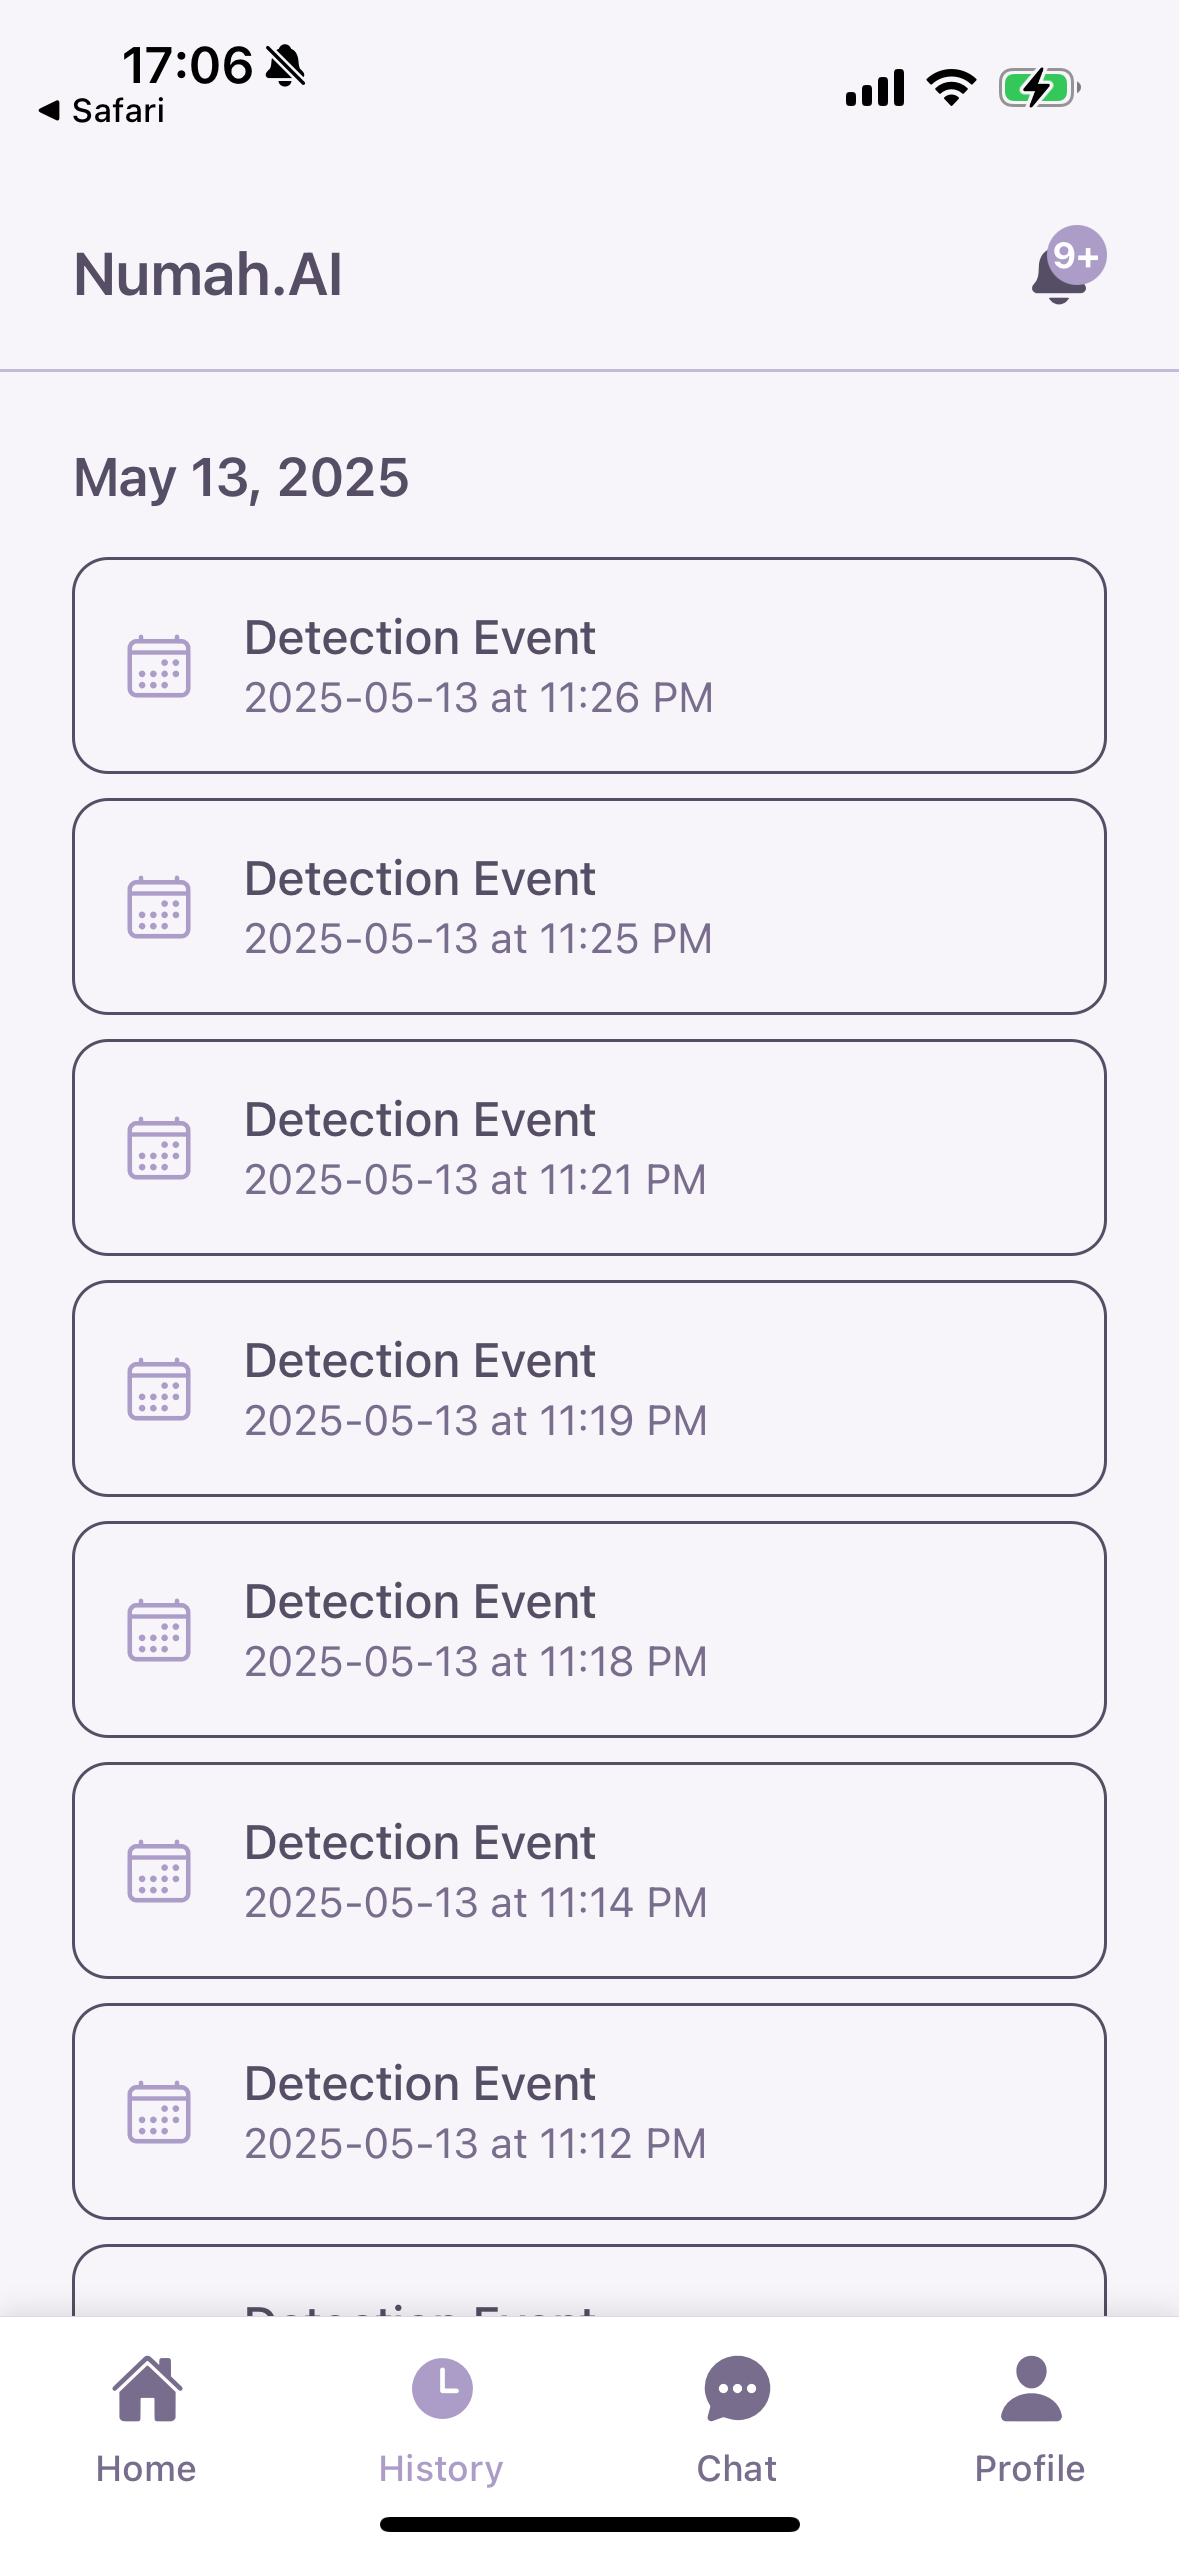 17:06
Safari
Numah.AI
9+
May 13, 2025
Detection Event
2025-05-13 at 11:26 PM
Detection Event
2025-05-13 at 11:25 PM
Detection Event
2025-05-13 at 11:21 PM
Detection Event
2025-05-13 at 11:19 PM
Detection Event
2025-05-13 at 11:18 PM
Detection Event
2025-05-13 at 11:14 PM
Detection Event
2025-05-13 at 11:12 PM
Detection Event
Home
History
Chat
Profile